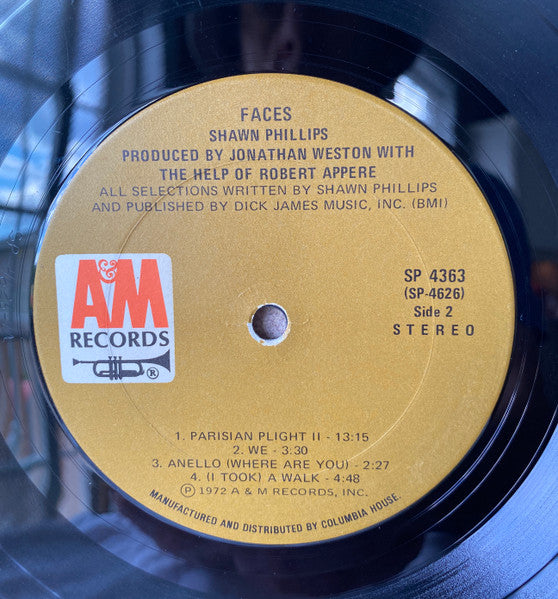 FACES
SHAWN PHILLIPS
PRODUCED BY JONATHAN WESTON WITH
THE HELP OF ROBERT APPERE
ALL SELECTIONS WRITTEN BY SHAWN PHILLIPS
AND PUBLISHED BY DICK JAMES MUSIC, INC. (BMI)
A&M
RECORDS
®
SP 4363
(SP-4626)
Side 2
STEREO
1. PARISIAN PLIGHT II - 13:15
2. WE - 3:30
3. ANELLO (WHERE ARE YOU) - 2:27
4. (I TOOK) A WALK - 4:48
℗ 1972 A & M RECORDS, INC.
MANUFACTURED AND DISTRIBUTED BY COLUMBIA HOUSE.